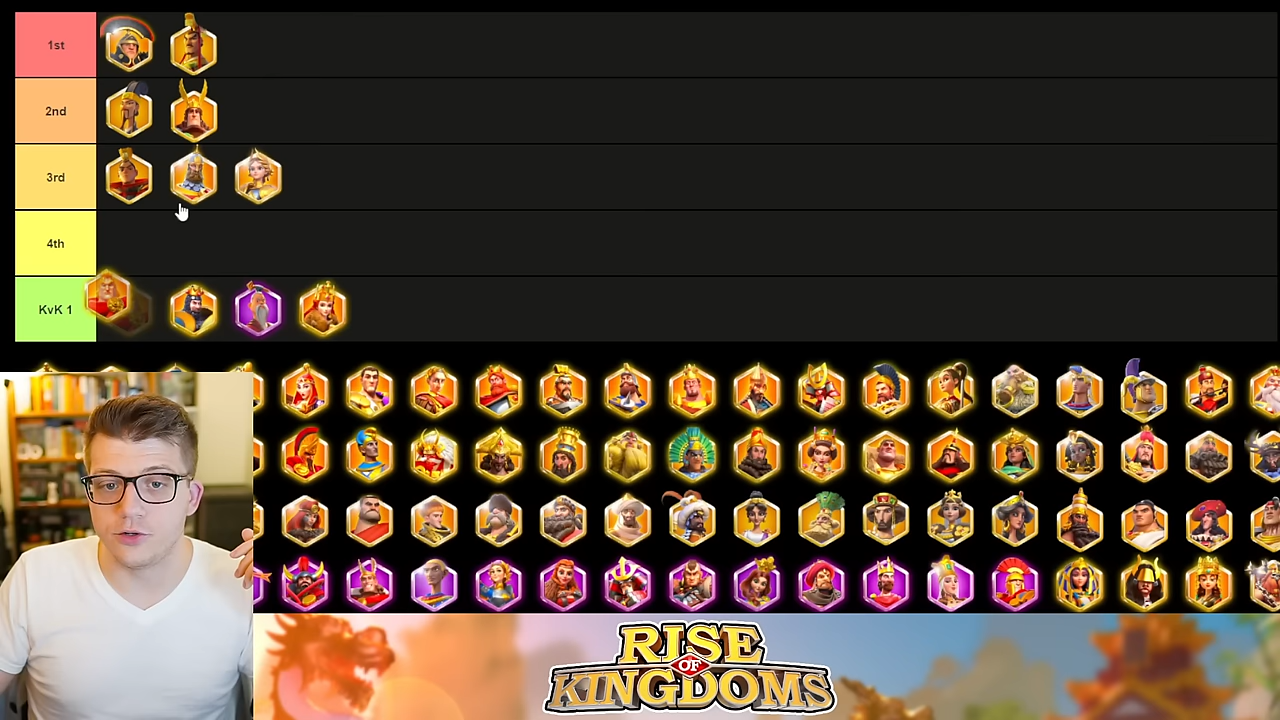 1st
2nd
3rd
4th
KvK 1
RISE
OF
KINGDOMS